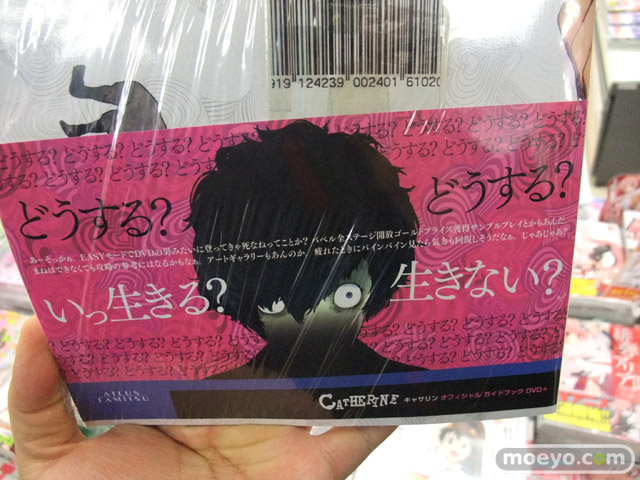 919 124239 002401 61020
どうする? どうする? どうする? どうする? どうする?
どうする?
どうする?
あーそっかぁ。EASYモードでDVDの男みたいに登ってきゃ死なねってことか? バベル全ステージ開放ゴールドプライズ獲得サンプルプレイとかもあんだ。
まねはできなくても攻略の参考にはなるかもなぁ。アートギャラリーもあんのか。疲れたときにバインバイン見たら気力も回復しそうだなぁ。じゃあじゃあ?
いっ生きる?
生きない?
どうする? どうする? どうする? どうする?
ATLUS
FAMITSU
CATHERINE キャサリン オフィシャル ガイドブック DVD+
moeyo.com